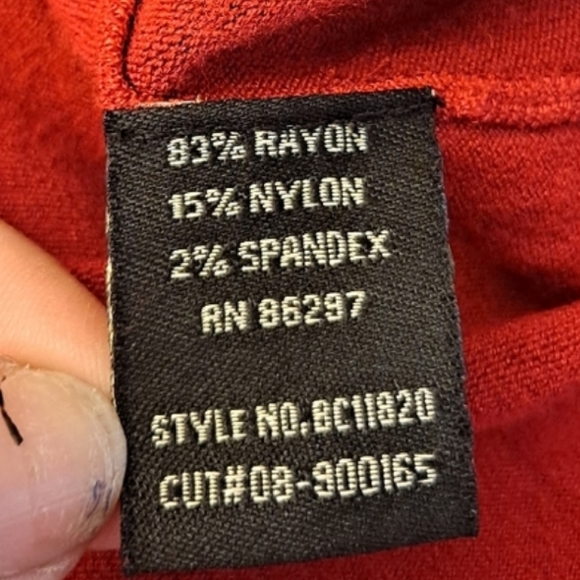 83% RAYON
15% NYLON
2% SPANDEX
RN 86297
STYLE NO. BC11820
CUT# 08-900165